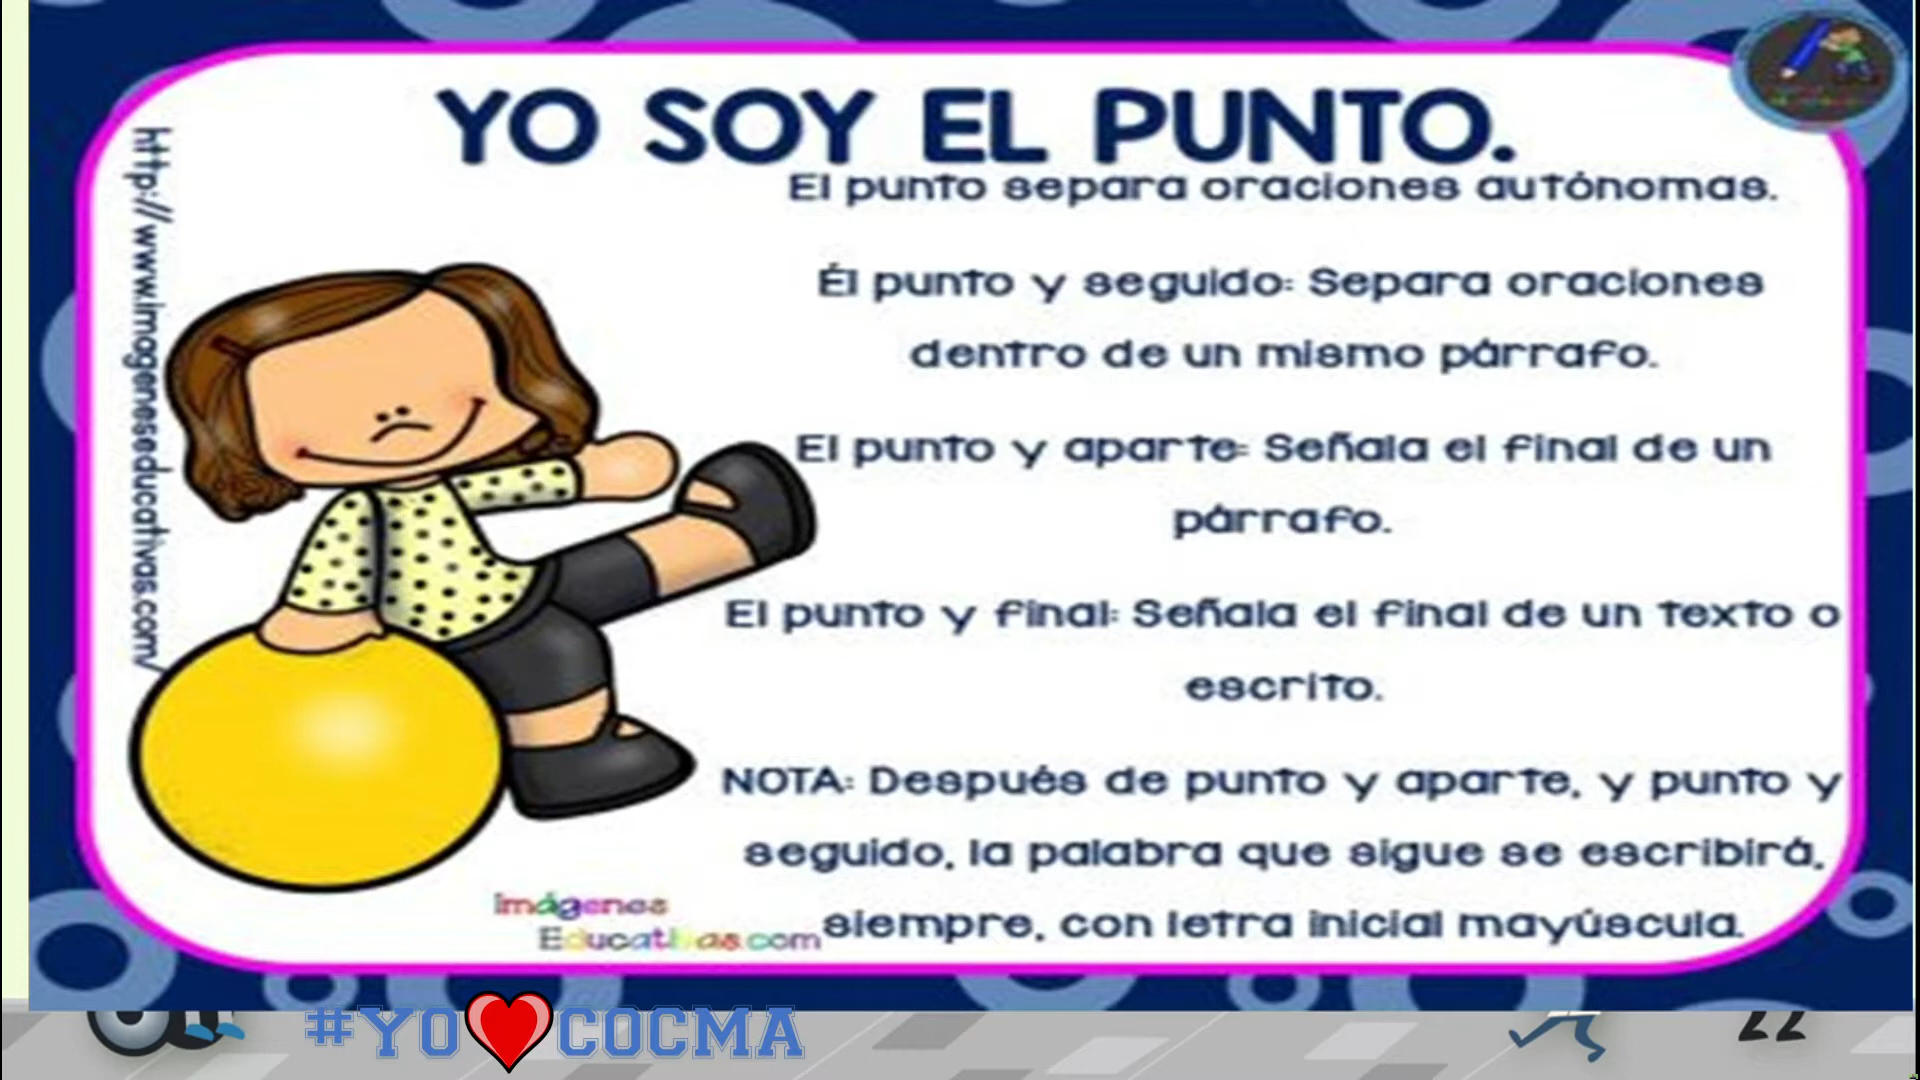 YO SOY EL PUNTO.
El punto separa oraciones autónomas.
Él punto y seguido: Separa oraciones
dentro de un mismo párrafo.
El punto y aparte: Señala el final de un
párrafo.
El punto y final: Señala el final de un texto o
escrito.
NOTA: Después de punto y aparte, y punto y
seguido, la palabra que sigue se escribirá,
siempre, con letra inicial mayúscula.
http://www.imageneseducativas.com/
imágenes
Educativas.com
#YO COCMA